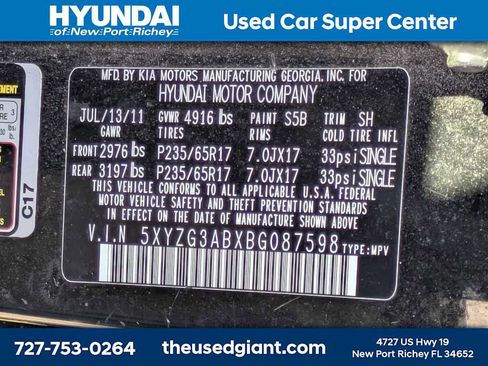 HYUNDAI
of New Port Richey
Used Car Super Center
MFD. BY KIA MOTORS MANUFACTURING GEORGIA, INC. FOR
HYUNDAI MOTOR COMPANY
JUL/13/11 GVWR 4916 lbs PAINT S5B TRIM SH
GAWR TIRES RIMS COLD TIRE INFL
FRONT 2976 lbs P235/65R17 7.0JX17 33psi SINGLE
REAR 3197 lbs P235/65R17 7.0JX17 33psi SINGLE
THIS VEHICLE CONFORMS TO ALL APPLICABLE U.S.A. FEDERAL
MOTOR VEHICLE SAFETY, BUMPER, AND THEFT PREVENTION
STANDARDS IN EFFECT ON THE DATE OF MANUFACTURE SHOWN ABOVE.
V.I.N 5XYZG3ABXBG087598 TYPE: MPV
C17
727-753-0264
theusedgiant.com
4727 US Hwy 19
New Port Richey FL 34652